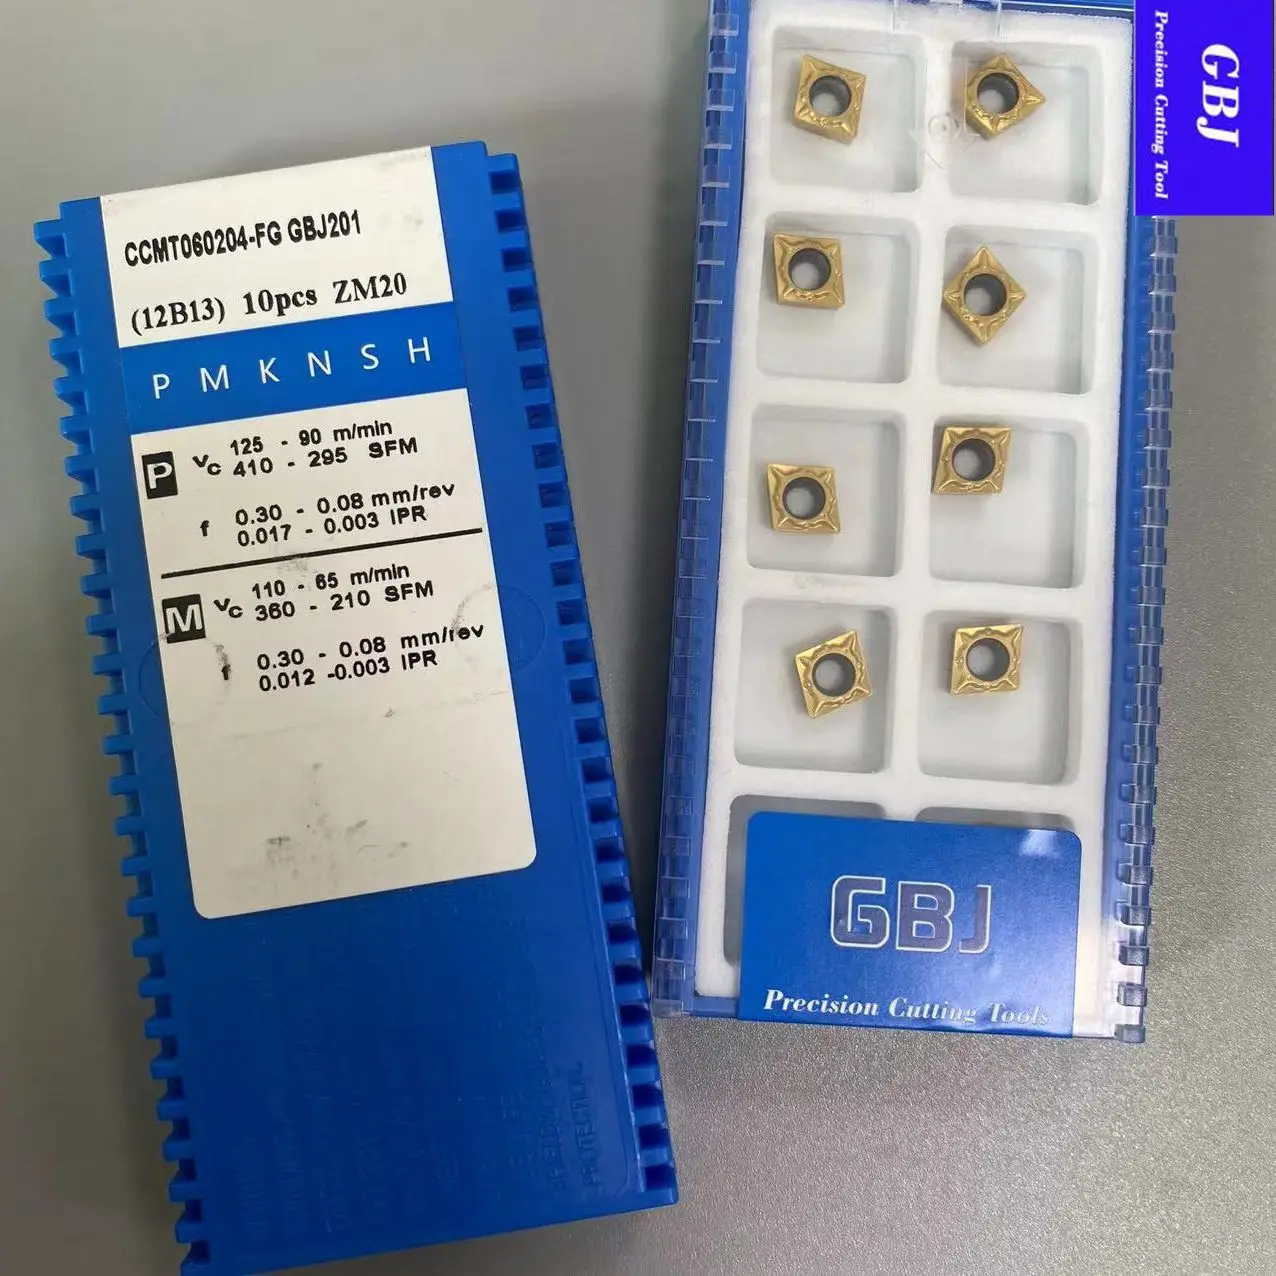 CCMT060204-FG GBJ201
(12B13) 10pcs ZM20
P M K N S H
P Vc 125 - 90 m/min
410 - 295 SFM
f 0.30 - 0.08 mm/rev
0.017 - 0.003 IPR
M Vc 110 - 65 m/min
360 - 210 SFM
f 0.30 - 0.08 mm/rev
0.012 -0.003 IPR
GBJ
Precision Cutting Tools
GBJ
Precision Cutting Tool